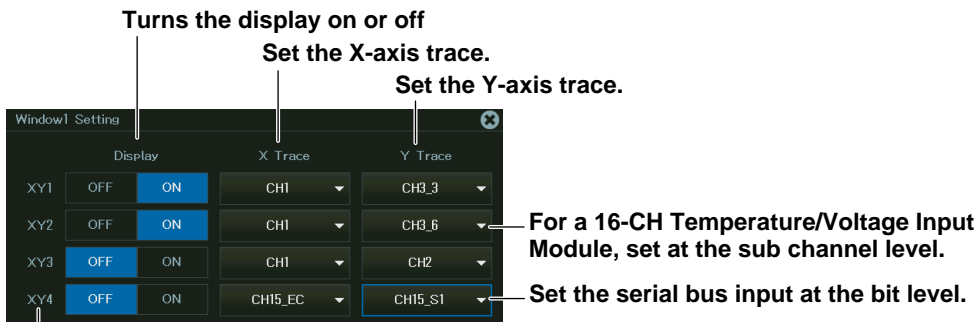 Turns the display on or off
Set the X-axis trace.
Set the Y-axis trace.
Window1 Setting
Display X Trace Y Trace
XY1 OFF ON CH1 CH3_3
XY2 OFF ON CH1 CH3_6
For a 16-CH Temperature/Voltage Input
Module, set at the sub channel level.
XY3 OFF ON CH1 CH2
XY4 OFF ON CH15_EC CH15_S1
Set the serial bus input at the bit level.